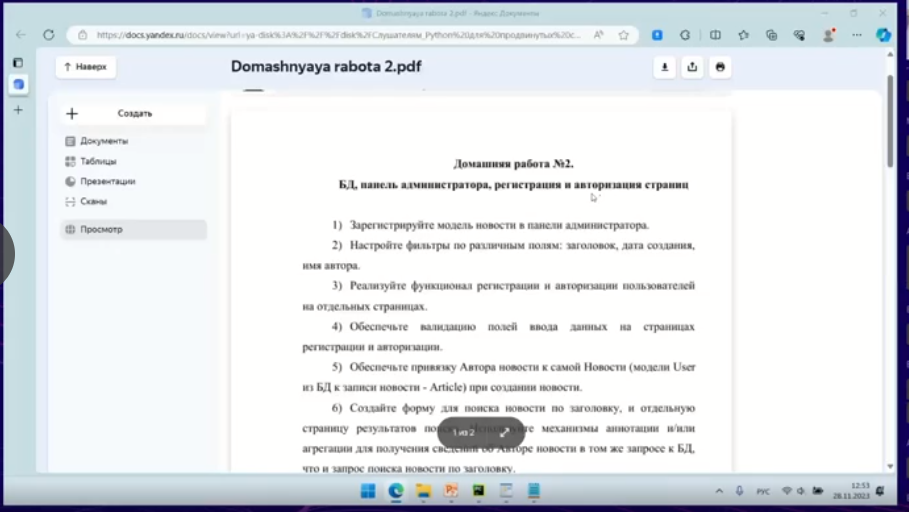 Domashnyaya rabota 2.pdf - Яндекс Документы
https://docs.yandex.ru/docs/view?url=ya-disk%3A%2F%2F%2Fdisk%2FСлушателям_Python%20для%20продвинутых%20с...
Наверх
Domashnyaya rabota 2.pdf
Создать
Документы
Таблицы
Презентации
Сканы
Просмотр
Домашняя работа №2.
БД, панель администратора, регистрация и авторизация страниц
1) Зарегистрируйте модель новости в панели администратора.
2) Настройте фильтры по различным полям: заголовок, дата создания,
имя автора.
3) Реализуйте функционал регистрации и авторизации пользователей
на отдельных страницах.
4) Обеспечьте валидацию полей ввода данных на страницах
регистрации и авторизации.
5) Обеспечьте привязку Автора новости к самой Новости (модели User
из БД к записи новости - Article) при создании новости.
6) Создайте форму для поиска новости по заголовку, и отдельную
страницу результатов механизмы аннотации и/или
агрегации для получения сведений об Авторе новости в том же запросе к БД,
что и запрос поиска новости по заголовку.
1 из 2
РУС
12:53
28.11.2023